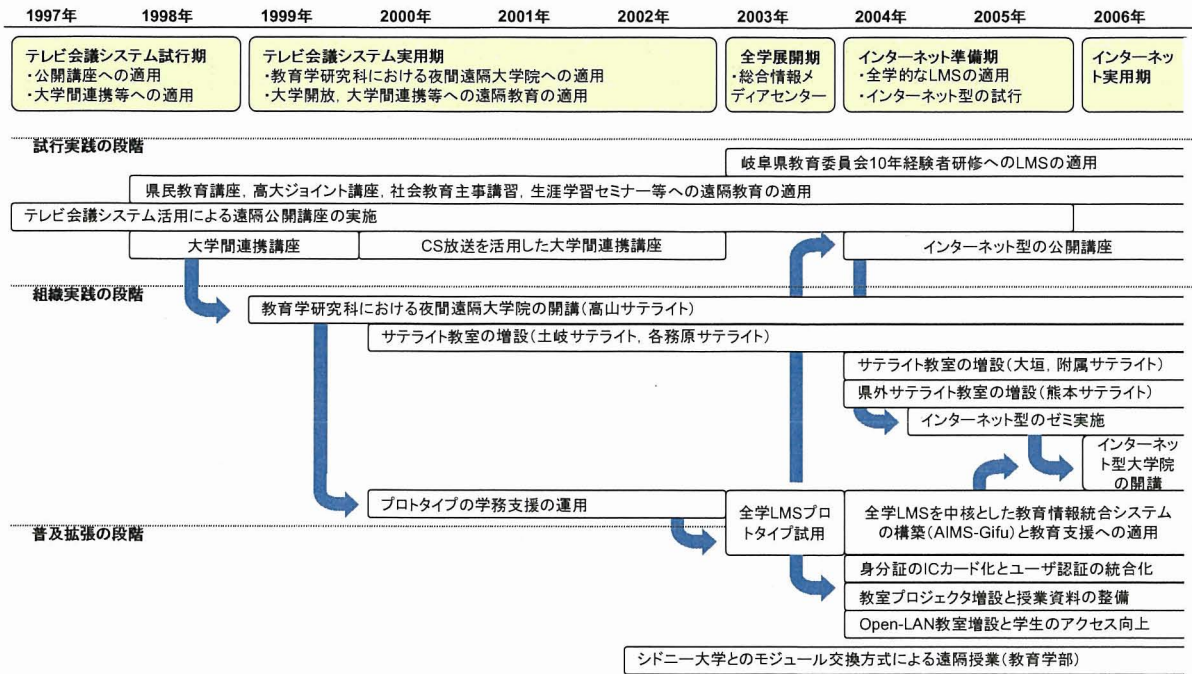 1997年 1998年 1999年 2000年 2001年 2002年 2003年 2004年 2005年 2006年
テレビ会議システム試行期
・公開講座への適用
・大学間連携等への適用
テレビ会議システム実用期
・教育学研究科における夜間遠隔大学院への適用
・大学開放, 大学間連携等への遠隔教育の適用
全学展開期
・総合情報メ
ディアセンター
インターネット準備期
・全学的なLMSの適用
・インターネット型の試行
インターネッ
ト実用期
試行実践の段階
岐阜県教育委員会10年経験者研修へのLMSの適用
県民教育講座, 高大ジョイント講座, 社会教育主事講習, 生涯学習セミナー等への遠隔教育の適用
テレビ会議システム活用による遠隔公開講座の実施
大学間連携講座
CS放送を活用した大学間連携講座
インターネット型の公開講座
組織実践の段階
教育学研究科における夜間遠隔大学院の開講(高山サテライト)
サテライト教室の増設(土岐サテライト, 各務原サテライト)
サテライト教室の増設(大垣, 附属サテライト)
県外サテライト教室の増設(熊本サテライト)
インターネット型のゼミ実施
インターネッ
ト型大学院
の開講
プロトタイプの学務支援の運用
全学LMSプロ
トタイプ試用
全学LMSを中核とした教育情報統合システム
の構築(AIMS-Gifu)と教育支援への適用
普及拡張の段階
身分証のICカード化とユーザ認証の統合化
教室プロジェクタ増設と授業資料の整備
Open-LAN教室増設と学生のアクセス向上
シドニー大学とのモジュール交換方式による遠隔授業(教育学部)